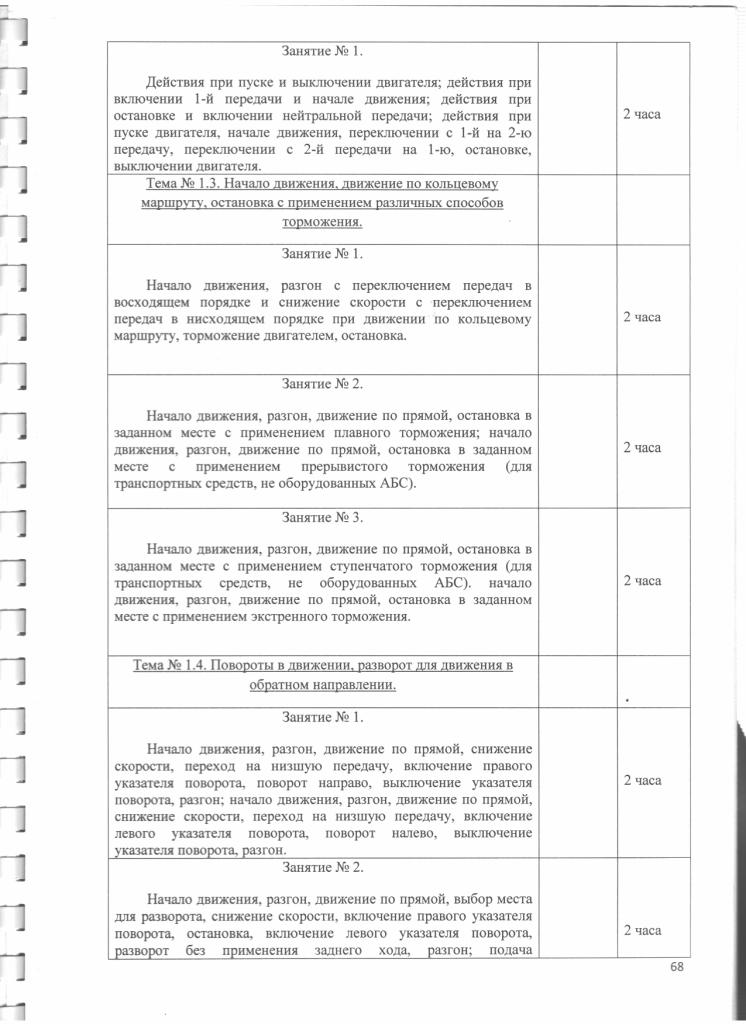 Занятие № 1.
Действия при пуске и выключении двигателя; действия при
включении 1-й передачи и начале движения; действия при
остановке и включении нейтральной передачи; действия при
пуске двигателя, начале движения, переключении с 1-й на 2-ю
передачу, переключении с 2-й передачи на 1-ю, остановке,
выключении двигателя.
2 часа
Тема № 1.3. Начало движения, движение по кольцевому
маршруту, остановка с применением различных способов
торможения.
Занятие № 1.
Начало движения, разгон с переключением передач в
восходящем порядке и снижение скорости с переключением
передач в нисходящем порядке при движении по кольцевому
маршруту, торможение двигателем, остановка.
2 часа
Занятие № 2.
Начало движения, разгон, движение по прямой, остановка в
заданном месте с применением плавного торможения; начало
движения, разгон, движение по прямой, остановка в заданном
месте с применением прерывистого торможения (для
транспортных средств, не оборудованных АБС).
2 часа
Занятие № 3.
Начало движения, разгон, движение по прямой, остановка в
заданном месте с применением ступенчатого торможения (для
транспортных средств, не оборудованных АБС). начало
движения, разгон, движение по прямой, остановка в заданном
месте с применением экстренного торможения.
2 часа
Тема № 1.4. Повороты в движении, разворот для движения в
обратном направлении.
Занятие № 1.
Начало движения, разгон, движение по прямой, снижение
скорости, переход на низшую передачу, включение правого
указателя поворота, поворот направо, выключение указателя
поворота, разгон; начало движения, разгон, движение по прямой,
снижение скорости, переход на низшую передачу, включение
левого указателя поворота, поворот налево, выключение
указателя поворота, разгон.
2 часа
Занятие № 2.
Начало движения, разгон, движение по прямой, выбор места
для разворота, снижение скорости, включение правого указателя
поворота, остановка, включение левого указателя поворота,
разворот без применения заднего хода, разгон; подача
2 часа
68